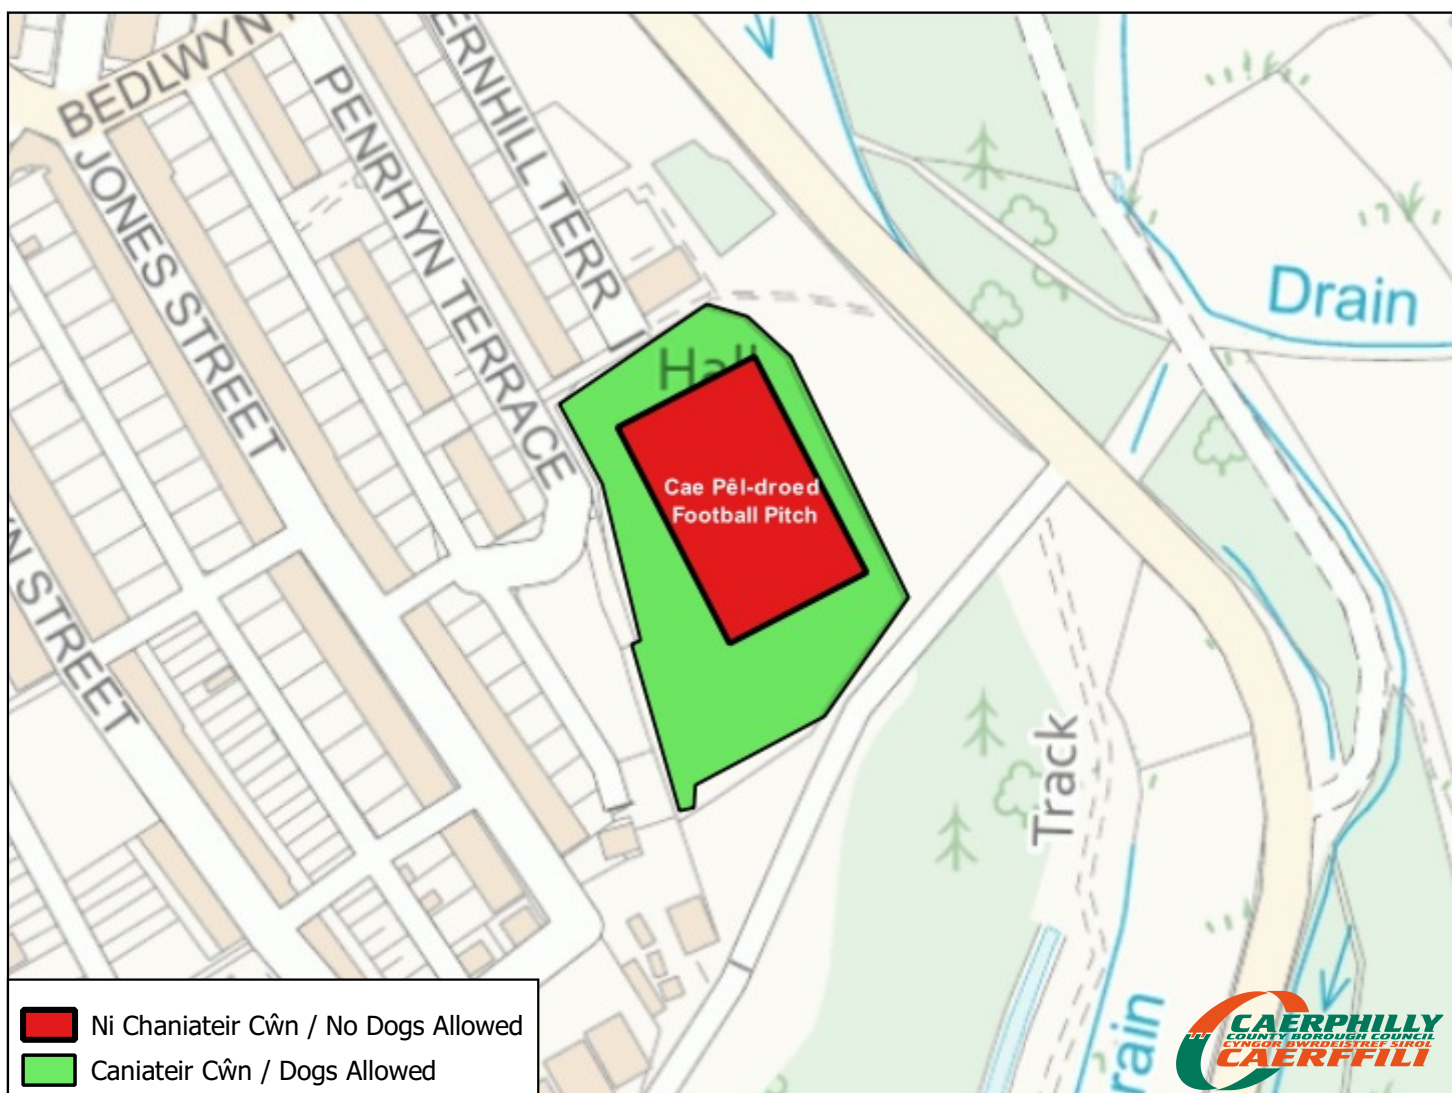 BEDLWYN
PENRHYN TERRACE
ERNHILL TERR
JONES STREET
N STREET
Hall
Cae Pêl-droed
Football Pitch
Drain
Track
rain
Ni Chaniateir Cŵn / No Dogs Allowed
Caniateir Cŵn / Dogs Allowed
CAERPHILLY
COUNTY BOROUGH COUNCIL
CYNGOR BWRDEISTREF SIROL
CAERFFILI